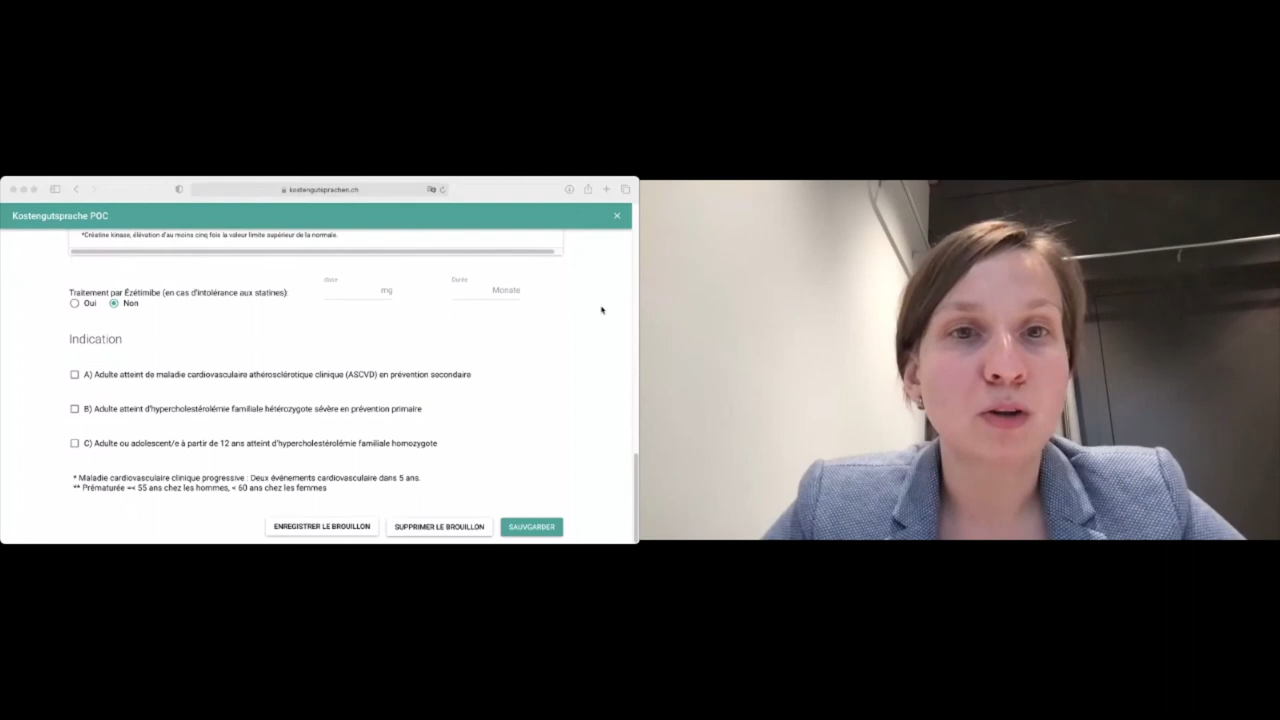 kostengutsprachen.ch
Kostengutsprache POC
*Créatine kinase, élévation d'au moins cinq fois la valeur limite supérieur de la normale.
Traitement par Ézétimibe (en cas d'intolérance aux statines):
Oui Non
dose
mg
Durée
Monate
Indication
A) Adulte atteint de maladie cardiovasculaire athérosclérotique clinique (ASCVD) en prévention secondaire
B) Adulte atteint d'hypercholestérolémie familiale hétérozygote sévère en prévention primaire
C) Adulte ou adolescent/e à partir de 12 ans atteint d'hypercholestérolémie familiale homozygote
* Maladie cardiovasculaire clinique progressive : Deux événements cardiovasculaire dans 5 ans.
** Prématurée =< 55 ans chez les hommes, < 60 ans chez les femmes
ENREGISTRER LE BROUILLON SUPPRIMER LE BROUILLON SAUVGARDER